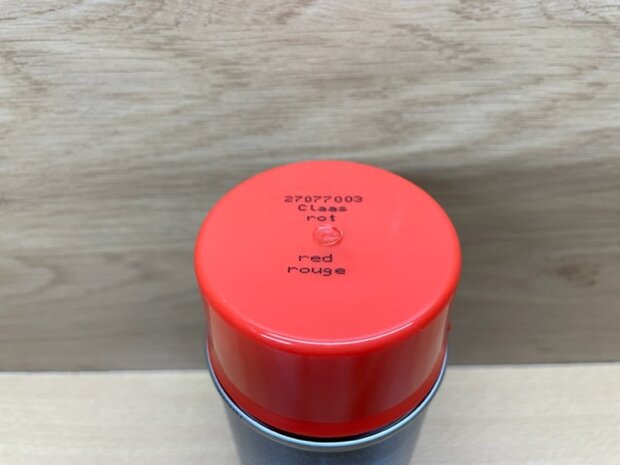 27077003
Claas
rot
red
rouge